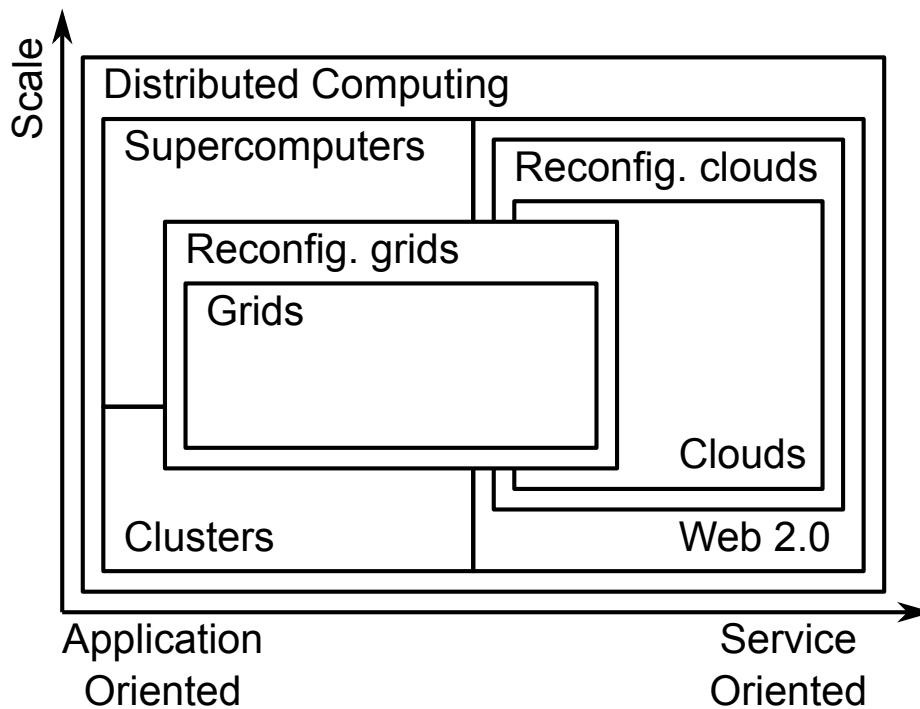 Scale
Distributed Computing
Supercomputers
Reconfig. clouds
Reconfig. grids
Grids
Clouds
Clusters
Web 2.0
Application
Oriented
Service
Oriented